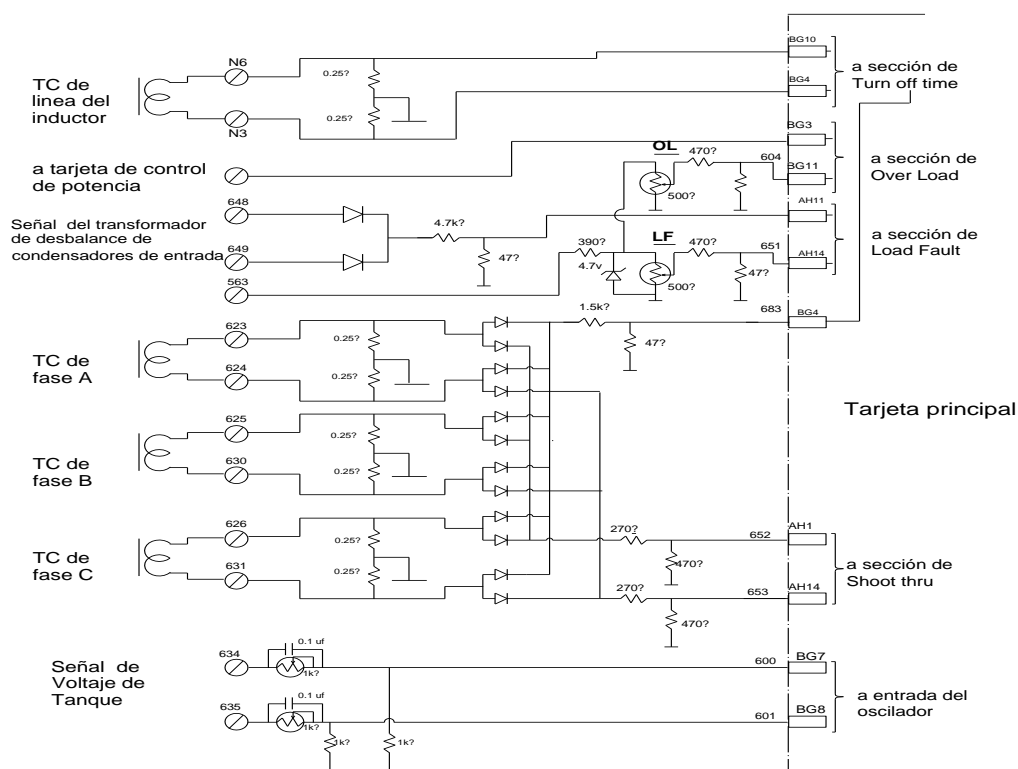 BG10
N6
0.25?
TC de
linea del
inductor
a sección de
Turn off time
BG4
0.25?
N3
BG3
OL
470?
604
a tarjeta de control
de potencia
BG11
a sección de
Over Load
500?
648
AH11
4.7k?
Señal del transformador
de desbalance de
condensadores de entrada
LF
390?
470?
651
a sección de
Load Fault
649
47?
4.7v
47?
AH14
563
500?
1.5k?
683
BG4
623
0.25?
47?
TC de
fase A
624
0.25?
Tarjeta principal
625
0.25?
TC de
fase B
630
0.25?
626
270?
652
AH1
0.25?
TC de
fase C
470?
a sección de
Shoot thru
631
0.25?
270?
653
AH14
470?
0.1 uf
634
600
BG7
Señal de
Voltaje de
Tanque
1k?
0.1 uf
a entrada del
oscilador
635
601
BG8
1k?
1k?
1k?